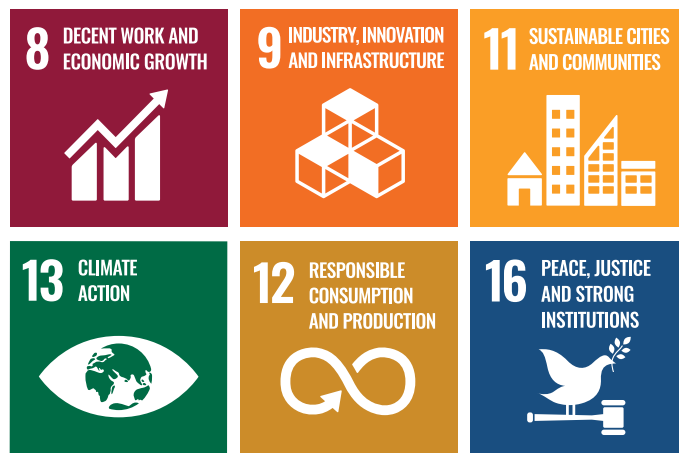 8 DECENT WORK AND
ECONOMIC GROWTH
9 INDUSTRY, INNOVATION
AND INFRASTRUCTURE
11 SUSTAINABLE CITIES
AND COMMUNITIES
13 CLIMATE
ACTION
12 RESPONSIBLE
CONSUMPTION
AND PRODUCTION
16 PEACE, JUSTICE
AND STRONG
INSTITUTIONS